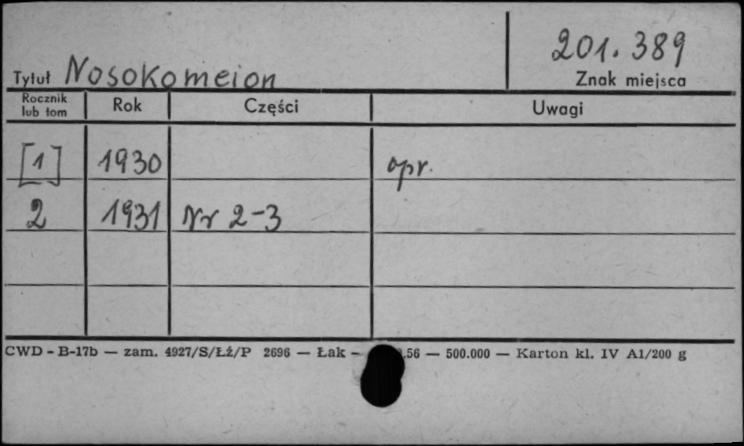 201.389
Tytuł Nosokomeion
Znak miejsca
Rocznik lub tom Rok Części Uwagi
[1] 1930 opr.
2 1931 Nr 2-3
CWD - B-17b — zam. 4927/S/Łź/P 2696 — Łak - .56 — 500.000 — Karton kl. IV A1/200 g